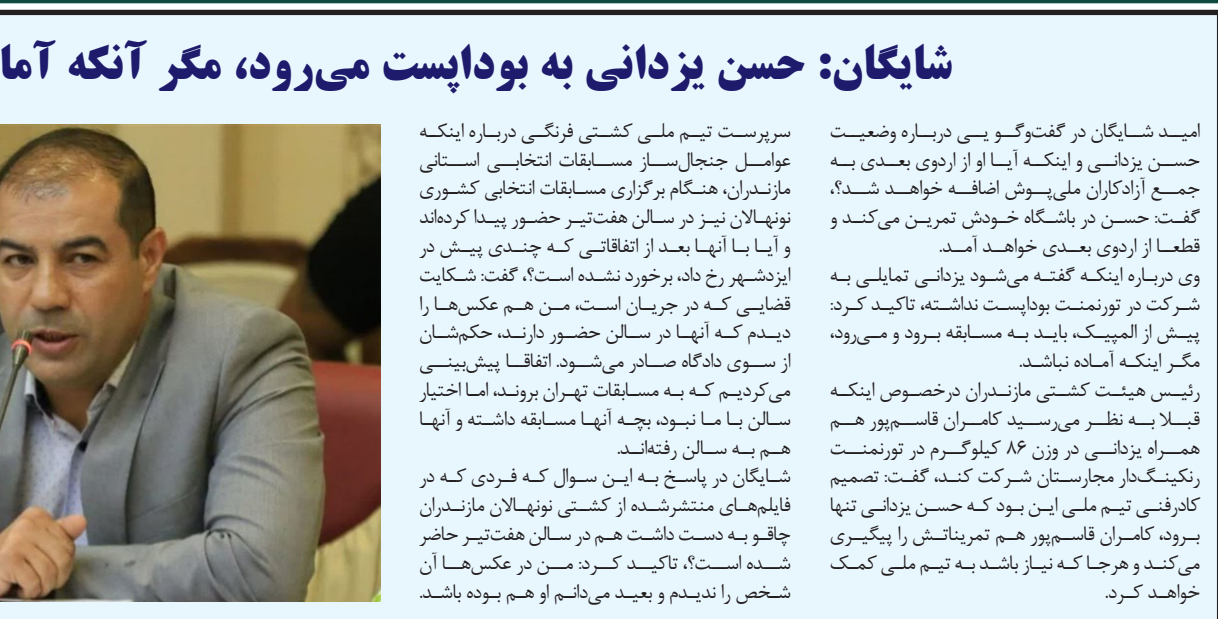 شایگان: حسن یزدانی به بوداپست می‌رود، مگر آنکه
امید شایگان در گفت‌وگو یی درباره وضعیت
حسن یزدانی و اینکه آیا او از اردوی بعدی به
جمع آزادکاران ملی‌پوش اضافه خواهد شد؟،
گفت: حسن در باشگاه خودش تمرین می‌کند و
قطعا از اردوی بعدی خواهد آمد.
وی درباره اینکه گفته می‌شود یزدانی تمایلی به
شرکت در تورنمنت بوداپست نداشته، تاکید کرد:
پیش از المپیک، باید به مسابقه برود و می‌رود،
مگر اینکه آماده نباشد.
رئیس هیئت کشتی مازندران درخصوص اینکه
قبلا به نظر می‌رسید کامران قاسم‌پور هم
همراه یزدانی در وزن ۸۶ کیلوگرم در تورنمنت
رنکینگ‌دار مجارستان شرکت کند، گفت: تصمیم
کادرفنی تیم ملی این بود که حسن یزدانی تنها
برود، کامران قاسم‌پور هم تمریناتش را پیگیری
می‌کند و هرجا که نیاز باشد به تیم ملی کمک
خواهد کرد.
سرپرست تیم ملی کشتی فرنگی درباره اینکه
عوامل جنجال‌ساز مسابقات انتخابی استانی
مازندران، هنگام برگزاری مسابقات انتخابی کشوری
نونهالان نیز در سالن هفت‌تیر حضور پیدا کرده‌اند
و آیا با آنها بعد از اتفاقاتی که چندی پیش در
ایزدشهر رخ داد، برخورد نشده است؟، گفت: شکایت
قضایی که در جریان است، من هم عکس‌ها را
دیدم که آنها در سالن حضور دارند، حکمشان
از سوی دادگاه صادر می‌شود. اتفاقا پیش‌بینی
می‌کردیم که به مسابقات تهران بروند، اما اختیار
سالن با ما نبود، بچه آنها مسابقه داشته و آنها
هم به سالن رفته‌اند.
شایگان در پاسخ به این سوال که فردی که در
فایل‌های منتشرشده از کشتی نونهالان مازندران
چاقو به دست داشت هم در سالن هفت‌تیر حاضر
شده است؟، تاکید کرد: من در عکس‌ها آن
شخص را ندیدم و بعید می‌دانم او هم بوده باشد.